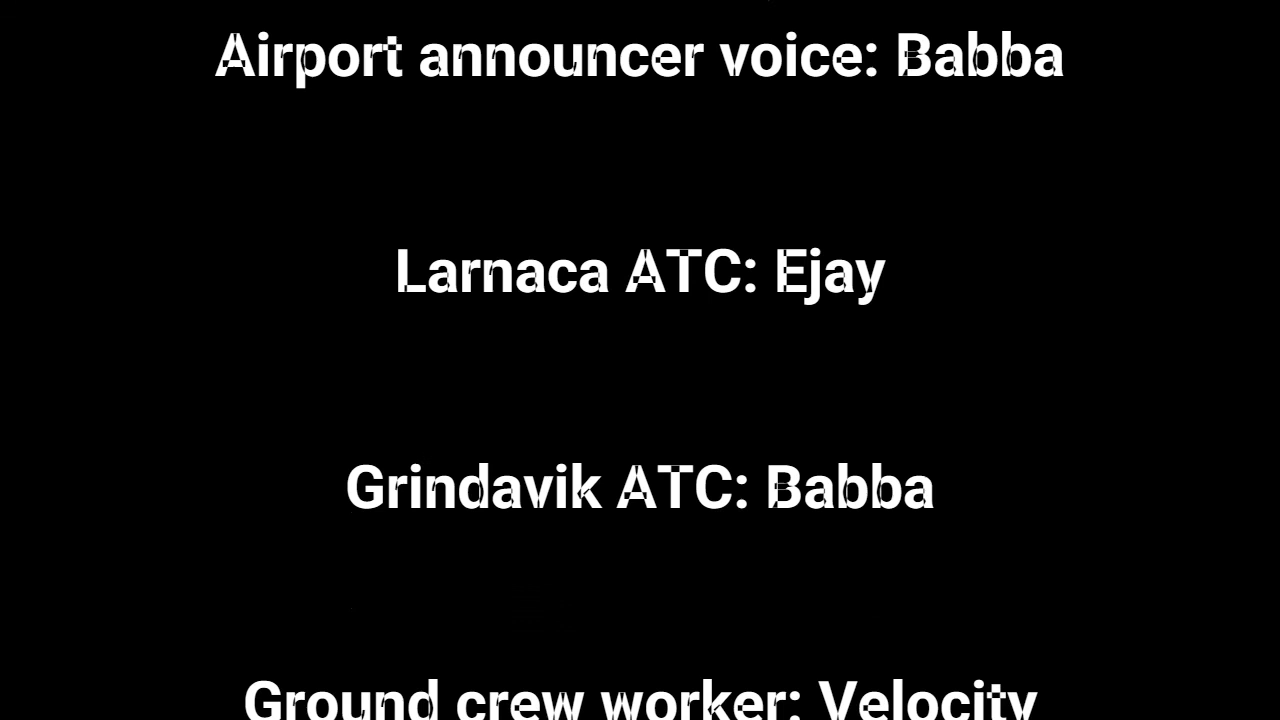 Airport announcer voice: Babba
Larnaca ATC: Ejay
Grindavik ATC: Babba
Ground crew worker: Velocity